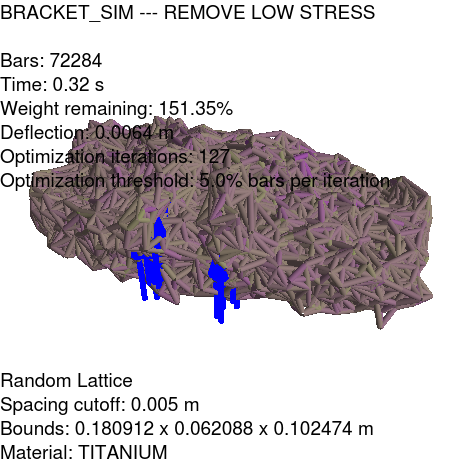 BRACKET_SIM --- REMOVE LOW STRESS
Bars: 72284
Time: 0.32 s
Weight remaining: 151.35%
Deflection: 0.0064 m
Optimization iterations: 127
Optimization threshold: 5.0% bars per iteration
Random Lattice
Spacing cutoff: 0.005 m
Bounds: 0.180912 x 0.062088 x 0.102474 m
Material: TITANIUM